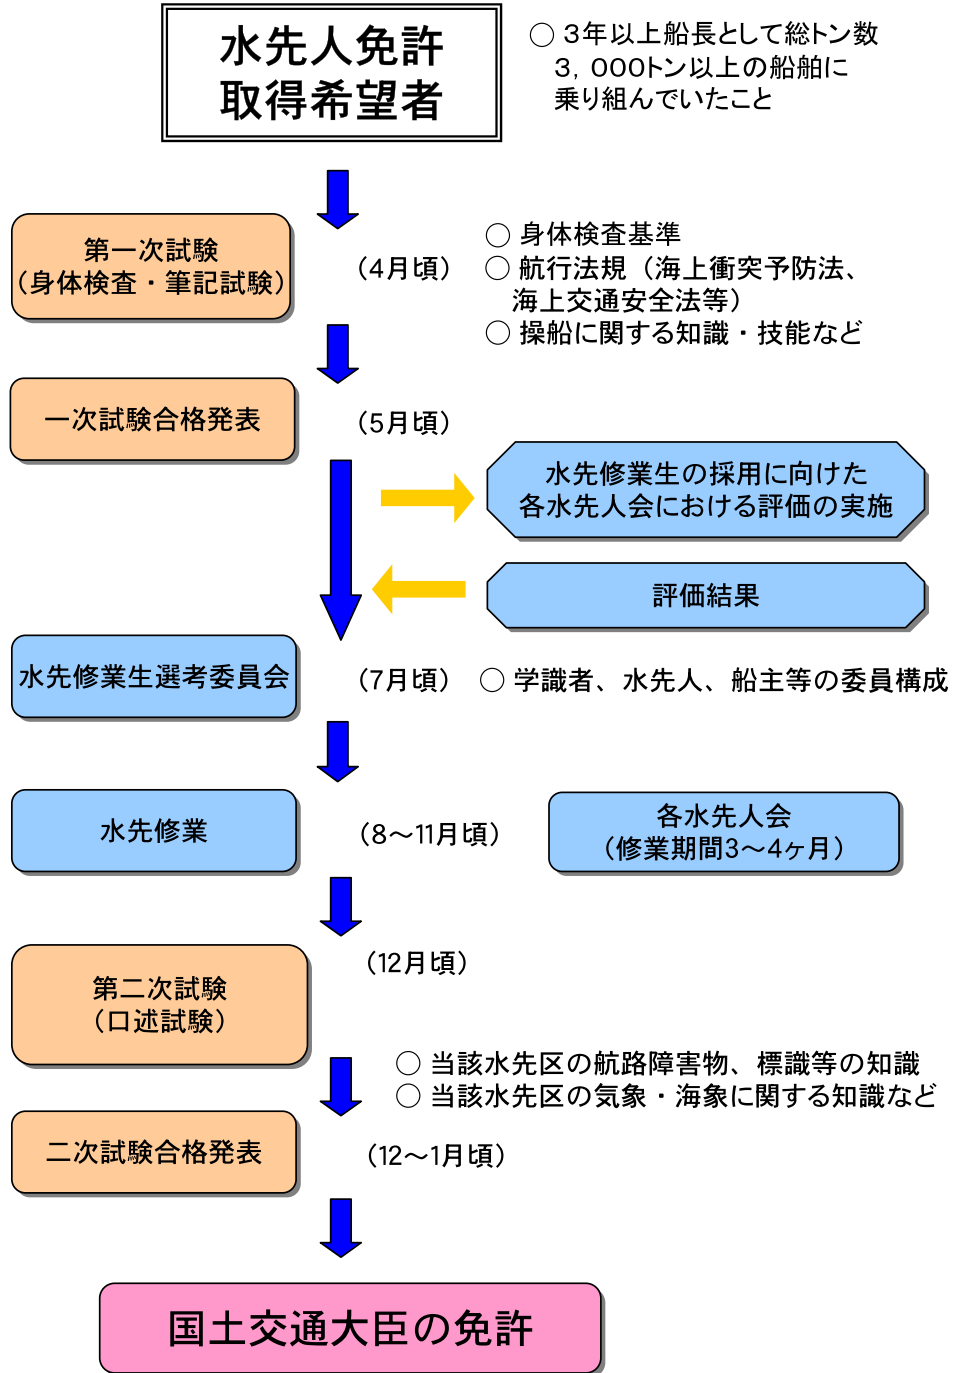 水先人免許
取得希望者
○ ３年以上船長として総トン数
３，０００トン以上の船舶に
乗り組んでいたこと
第一次試験
（身体検査・筆記試験）
（４月頃）
○ 身体検査基準
○ 航行法規（海上衝突予防法、
海上交通安全法等）
○ 操船に関する知識・技能など
一次試験合格発表
（５月頃）
水先修業生の採用に向けた
各水先人会における評価の実施
評価結果
水先修業生選考委員会
（７月頃）
○ 学識者、水先人、船主等の委員構成
水先修業
（８～１１月頃）
各水先人会
（修業期間３～４ヶ月）
（１２月頃）
第二次試験
（口述試験）
○ 当該水先区の航路障害物、標識等の知識
○ 当該水先区の気象・海象に関する知識など
二次試験合格発表
（１２～１月頃）
国土交通大臣の免許